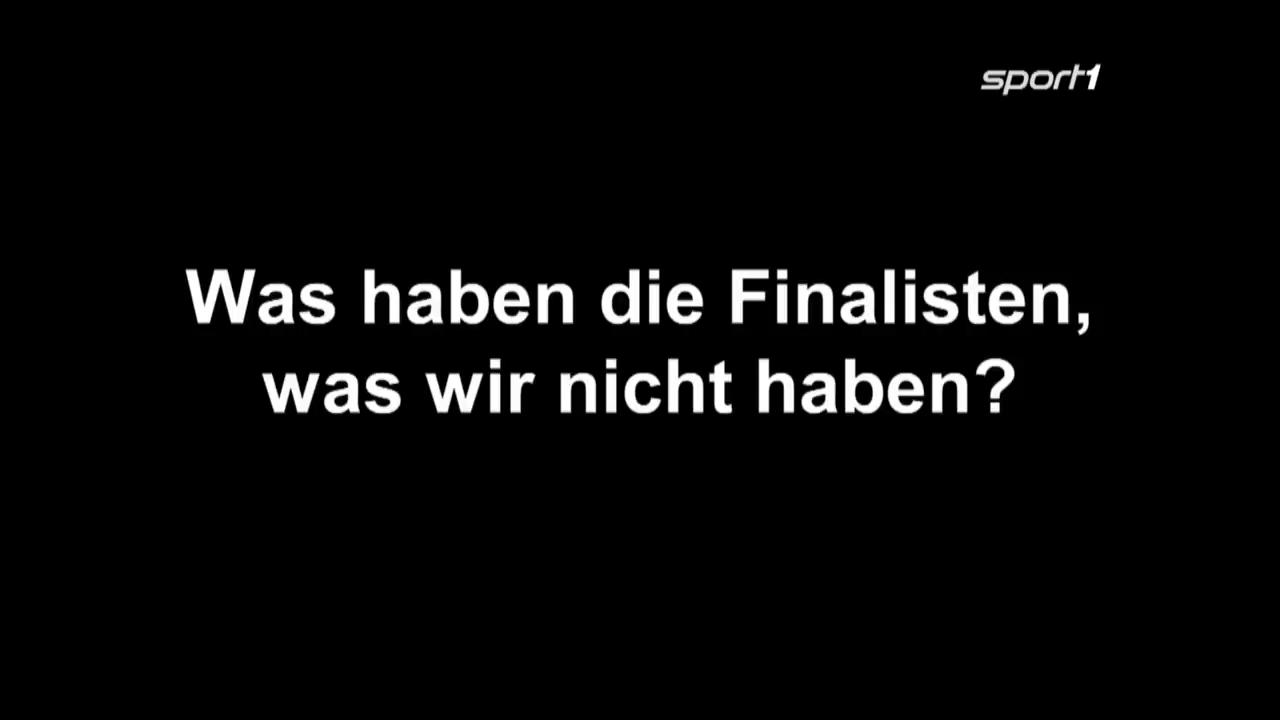 sport1
Was haben die Finalisten,
was wir nicht haben?